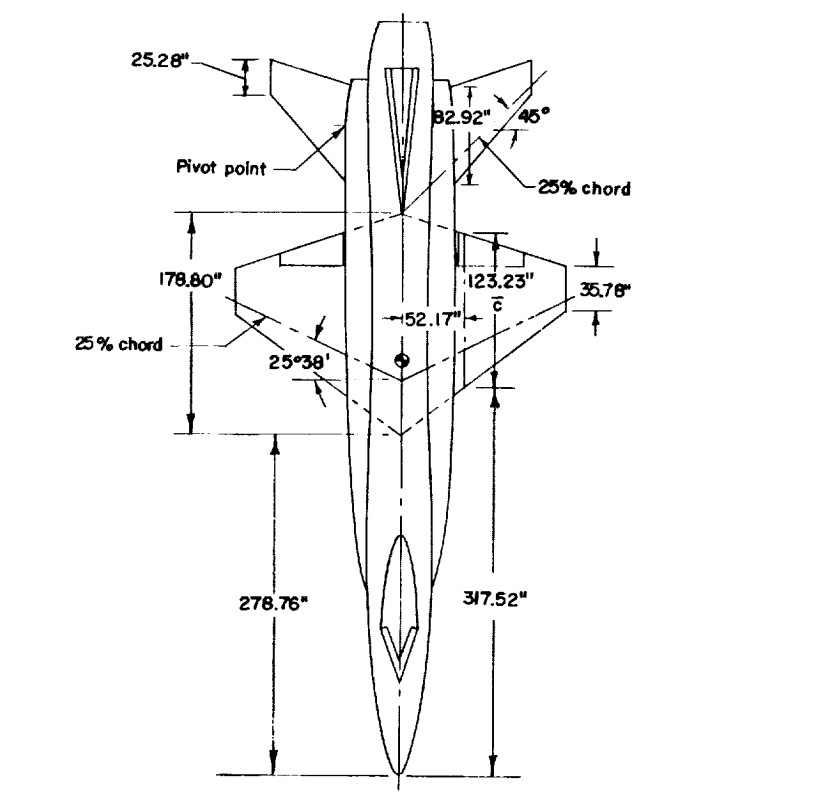 25.28"
82.92"
45°
Pivot point
25% chord
178.80"
123.23"
c̅
35.78"
52.17"
25% chord
25°38'
278.76"
317.52"